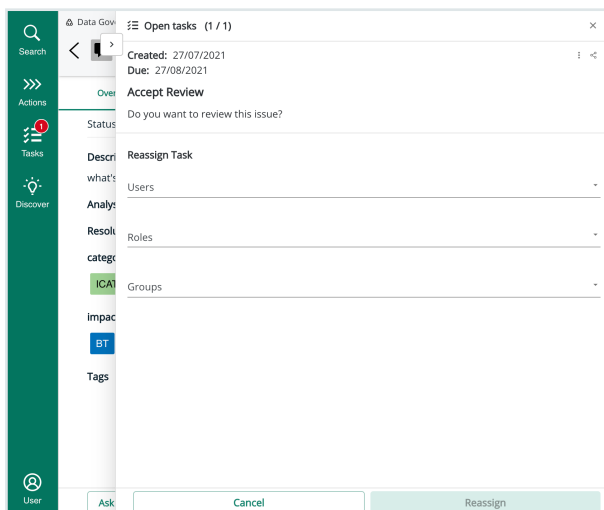 Search
Actions
1
Tasks
Discover
User
Data Gov
Over
Status
Descri
what's
Analys
Resolu
catego
ICAT
impac
BT
Tags
Ask
Open tasks (1 / 1)
Created: 27/07/2021
Due: 27/08/2021
Accept Review
Do you want to review this issue?
Reassign Task
Users
Roles
Groups
Cancel
Reassign